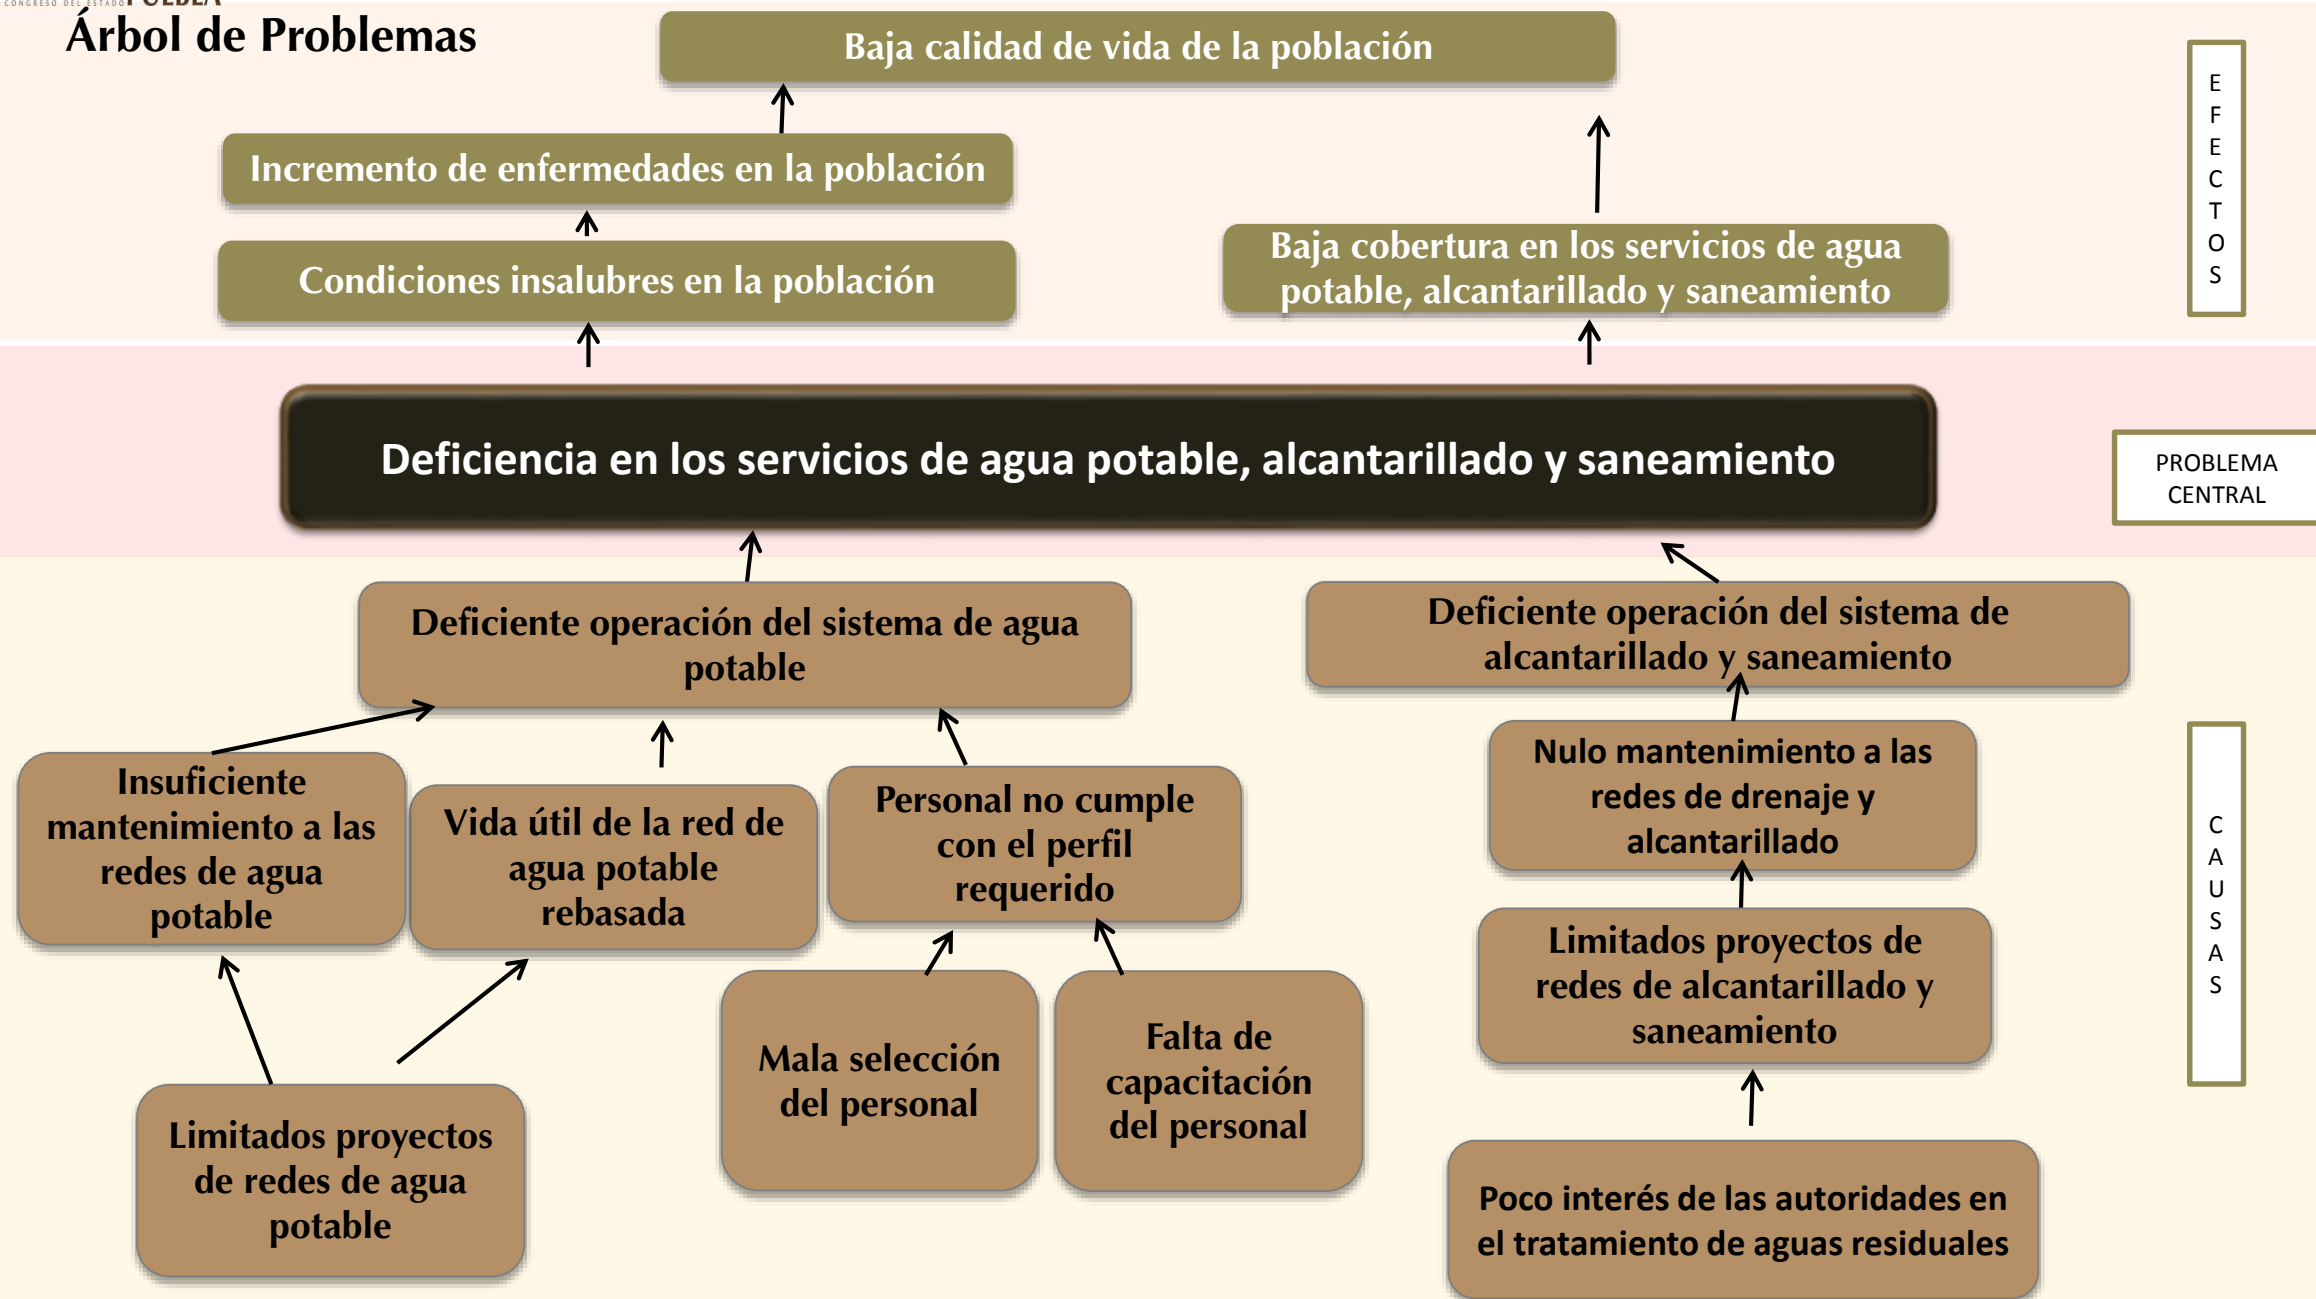 CONGRESO DEL ESTADO PUEBLA
Árbol de Problemas
Baja calidad de vida de la población
Incremento de enfermedades en la población
Condiciones insalubres en la población
Baja cobertura en los servicios de agua
potable, alcantarillado y saneamiento
E
F
E
C
T
O
S
Deficiencia en los servicios de agua potable, alcantarillado y saneamiento
PROBLEMA
CENTRAL
Deficiente operación del sistema de agua
potable
Deficiente operación del sistema de
alcantarillado y saneamiento
Insuficiente
mantenimiento a las
redes de agua
potable
Vida útil de la red de
agua potable
rebasada
Personal no cumple
con el perfil
requerido
Nulo mantenimiento a las
redes de drenaje y
alcantarillado
Limitados proyectos de
redes de alcantarillado y
saneamiento
C
A
U
S
A
S
Limitados proyectos
de redes de agua
potable
Mala selección
del personal
Falta de
capacitación
del personal
Poco interés de las autoridades en
el tratamiento de aguas residuales